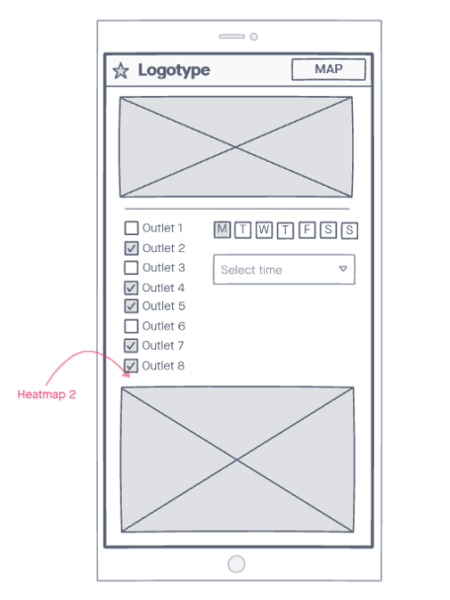 Logotype
MAP
Outlet 1
Outlet 2
Outlet 3
Outlet 4
Outlet 5
Outlet 6
Outlet 7
Outlet 8
M T W T F S S
Select time
Heatmap 2